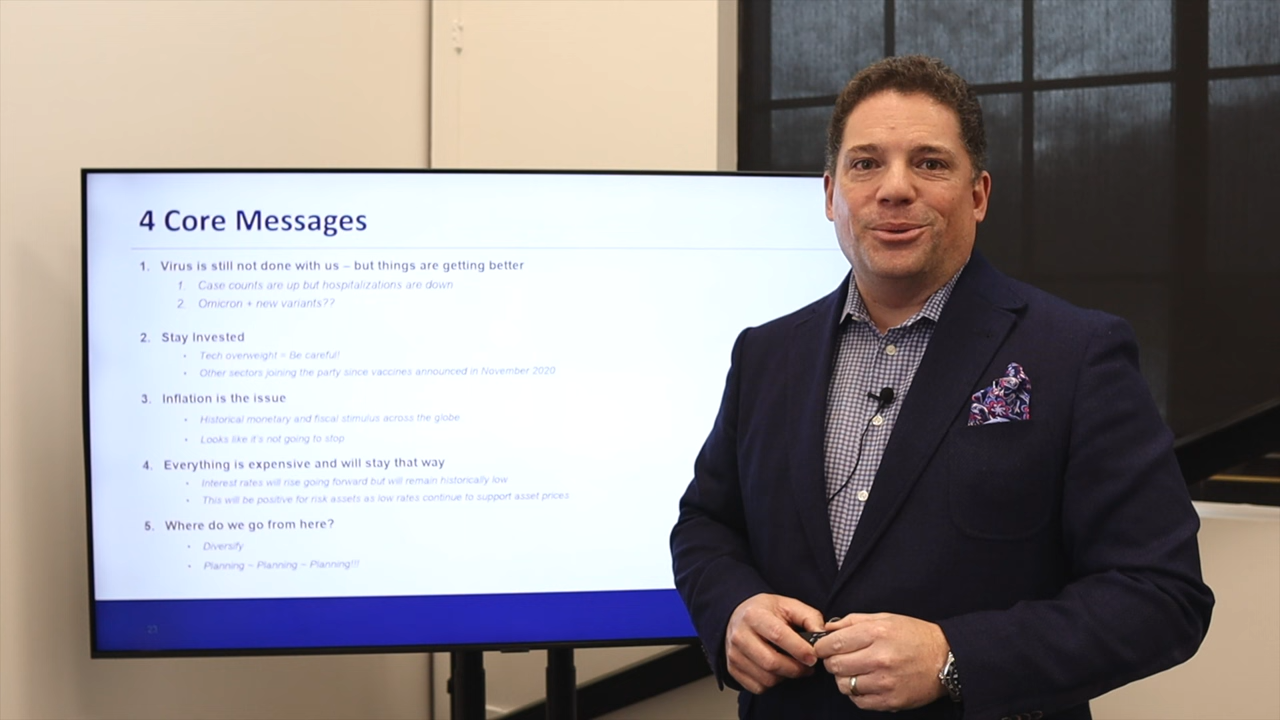 4 Core Messages
1. Virus is still not done with us – but things are getting better
1. Case counts are up but hospitalizations are down
2. Omicron + new variants??
2. Stay Invested
• Tech overweight = Be careful!
• Other sectors joining the party since vaccines announced in November 2020
3. Inflation is the issue
• Historical monetary and fiscal stimulus across the globe
• Looks like it's not going to stop
4. Everything is expensive and will stay that way
• Interest rates will rise going forward but will remain historically low
• This will be positive for risk assets as low rates continue to support asset prices
5. Where do we go from here?
• Diversify
• Planning – Planning – Planning!!!
23